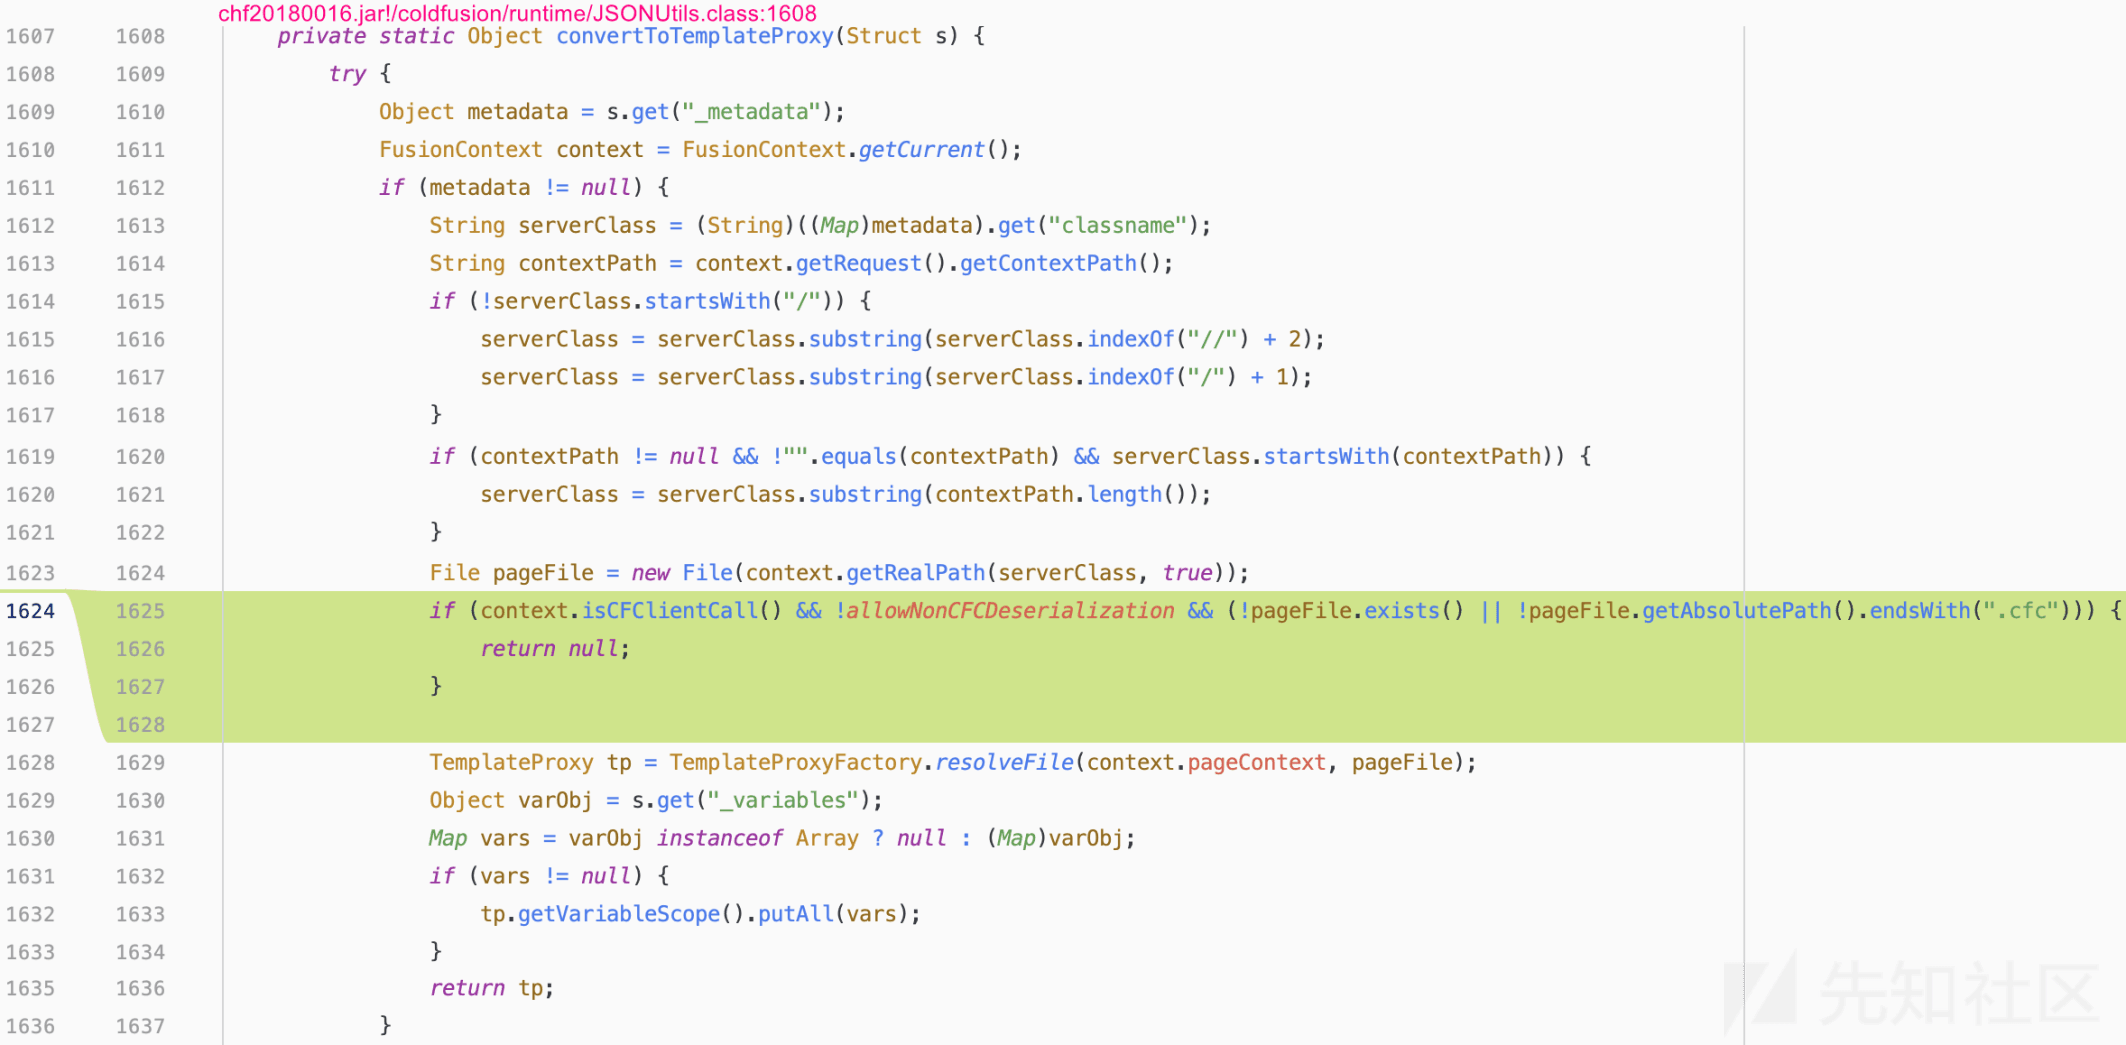 chf20180016.jar!/coldfusion/runtime/JSONUtils.class:1608
1607 1608 private static Object convertToTemplateProxy(Struct s) {
1608 1609 try {
1609 1610 Object metadata = s.get("_metadata");
1610 1611 FusionContext context = FusionContext.getCurrent();
1611 1612 if (metadata != null) {
1612 1613 String serverClass = (String)((Map)metadata).get("classname");
1613 1614 String contextPath = context.getRequest().getContextPath();
1614 1615 if (!serverClass.startsWith("/")) {
1615 1616 serverClass = serverClass.substring(serverClass.indexOf("//") + 2);
1616 1617 serverClass = serverClass.substring(serverClass.indexOf("/") + 1);
1617 1618 }
1619 1620 if (contextPath != null && !"".equals(contextPath) && serverClass.startsWith(contextPath)) {
1620 1621 serverClass = serverClass.substring(contextPath.length());
1621 1622 }
1623 1624 File pageFile = new File(context.getRealPath(serverClass, true));
1624 1625 if (context.isCFClientCall() && !allowNonCFCDeserialization && (!pageFile.exists() || !pageFile.getAbsolutePath().endsWith(".cfc"))) {
1625 1626 return null;
1626 1627 }
1627 1628
1628 1629 TemplateProxy tp = TemplateProxyFactory.resolveFile(context.pageContext, pageFile);
1629 1630 Object varObj = s.get("_variables");
1630 1631 Map vars = varObj instanceof Array ? null : (Map)varObj;
1631 1632 if (vars != null) {
1632 1633 tp.getVariableScope().putAll(vars);
1633 1634 }
1635 1636 return tp;
1636 1637 }
先知社区